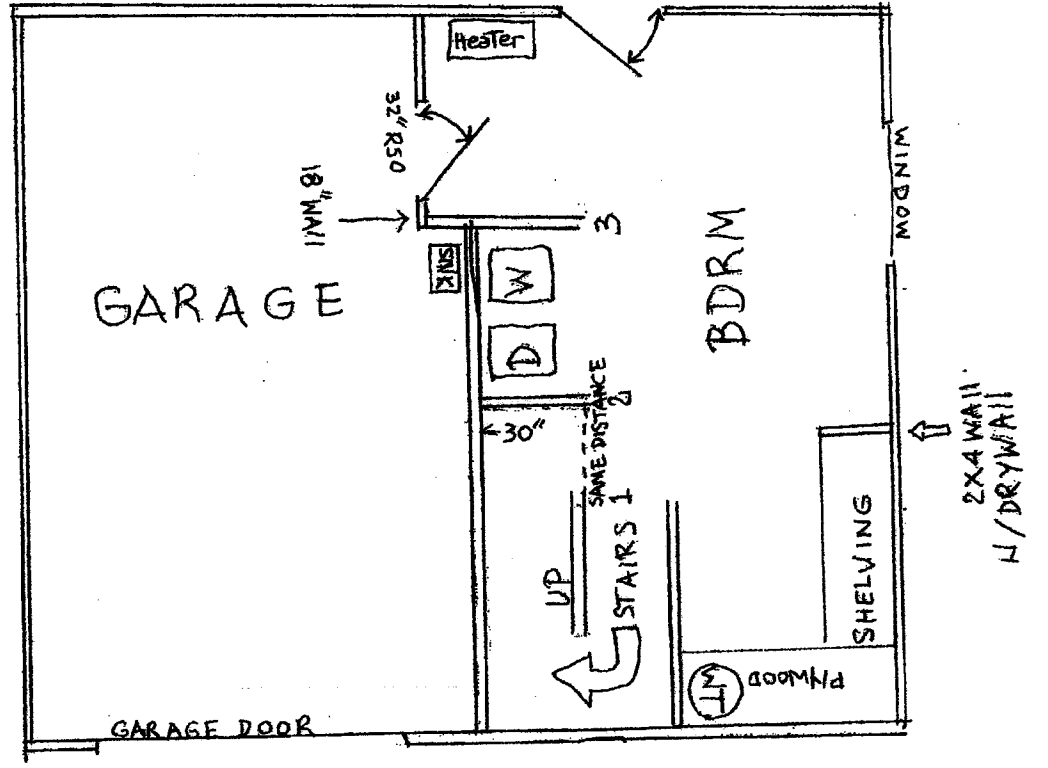 Heater
32" RSO
18" WAll
WINDOW
3
SINK
GARAGE
W
BDRM
D
SAME DISTANCE
2
30"
2X4 WAll
W/DRYWAll
1
UP
STAIRS
SHELVING
WT
PlYWOOD
GARAGE DOOR